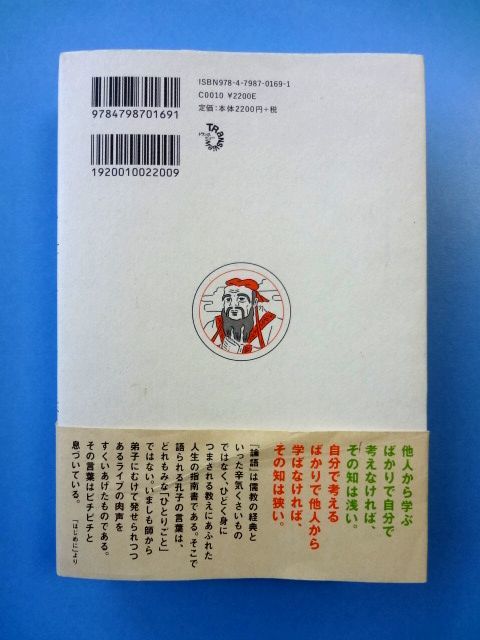 ISBN978-4-7987-0169-1
C0010 ¥2200E
定価:本体2200円+税
9784798701691
1920010022009
TRANS
他人から学ぶ
ばかりで自分で
考えなければ、
その知は浅い。
自分で考える
ばかりで他人から
学ばなければ、
その知は狭い。
『論語』は儒教の経典と
いった辛気くさいもの
ではなく、ひどく身に
つまされる教えにあふれた
人生の指南書である。そこで
語られる孔子の言葉は、
どれもみな「ひとりごと」
ではない。いましも師から
弟子にむけて発せられつつ
あるライブの肉声を
すくいあげたものである。
その言葉はピチピチと
息づいている。
「はじめに」より